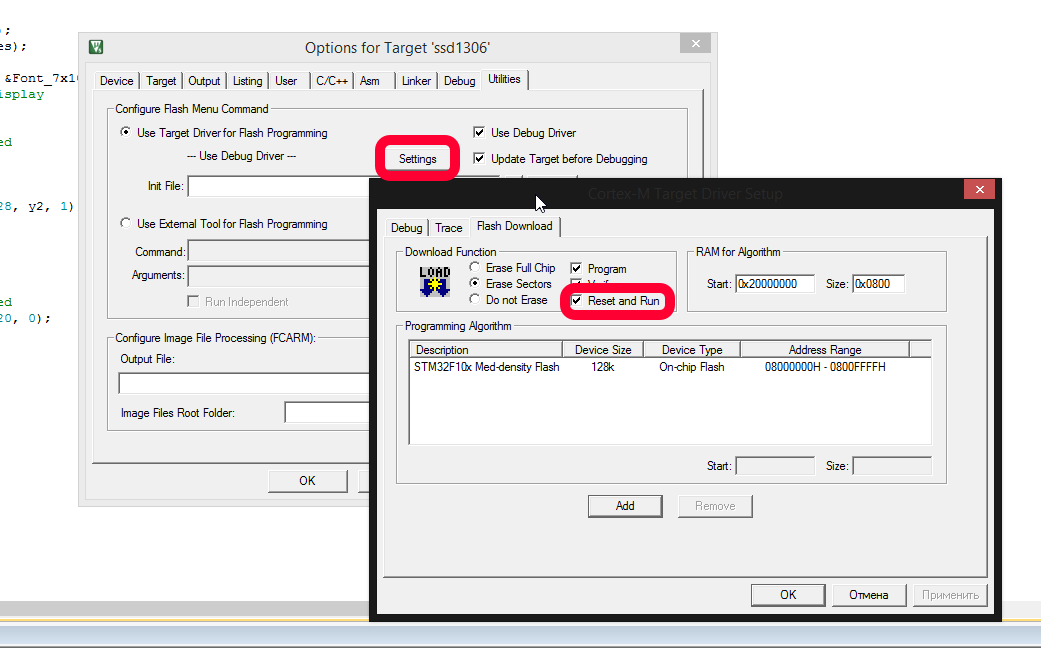 );
es);
&Font_7x10
isplay
ed
28, y2, 1)
ed
20, 0);
Options for Target 'ssd1306'
Device Target Output Listing User C/C++ Asm Linker Debug Utilities
Configure Flash Menu Command
Use Target Driver for Flash Programming
Use Debug Driver
--- Use Debug Driver ---
Settings
Update Target before Debugging
Init File:
Use External Tool for Flash Programming
Command:
Arguments:
Run Independent
Configure Image File Processing (FCARM):
Output File:
Image Files Root Folder:
OK
Cortex-M Target Driver Setup
Debug Trace Flash Download
Download Function
LOAD
Erase Full Chip
Program
Erase Sectors
Verify
Do not Erase
Reset and Run
RAM for Algorithm
Start: 0x20000000 Size: 0x0800
Programming Algorithm
Description Device Size Device Type Address Range
STM32F10x Med-density Flash 128k On-chip Flash 08000000H - 0800FFFFH
Start: Size:
Add Remove
OK Отмена Применить